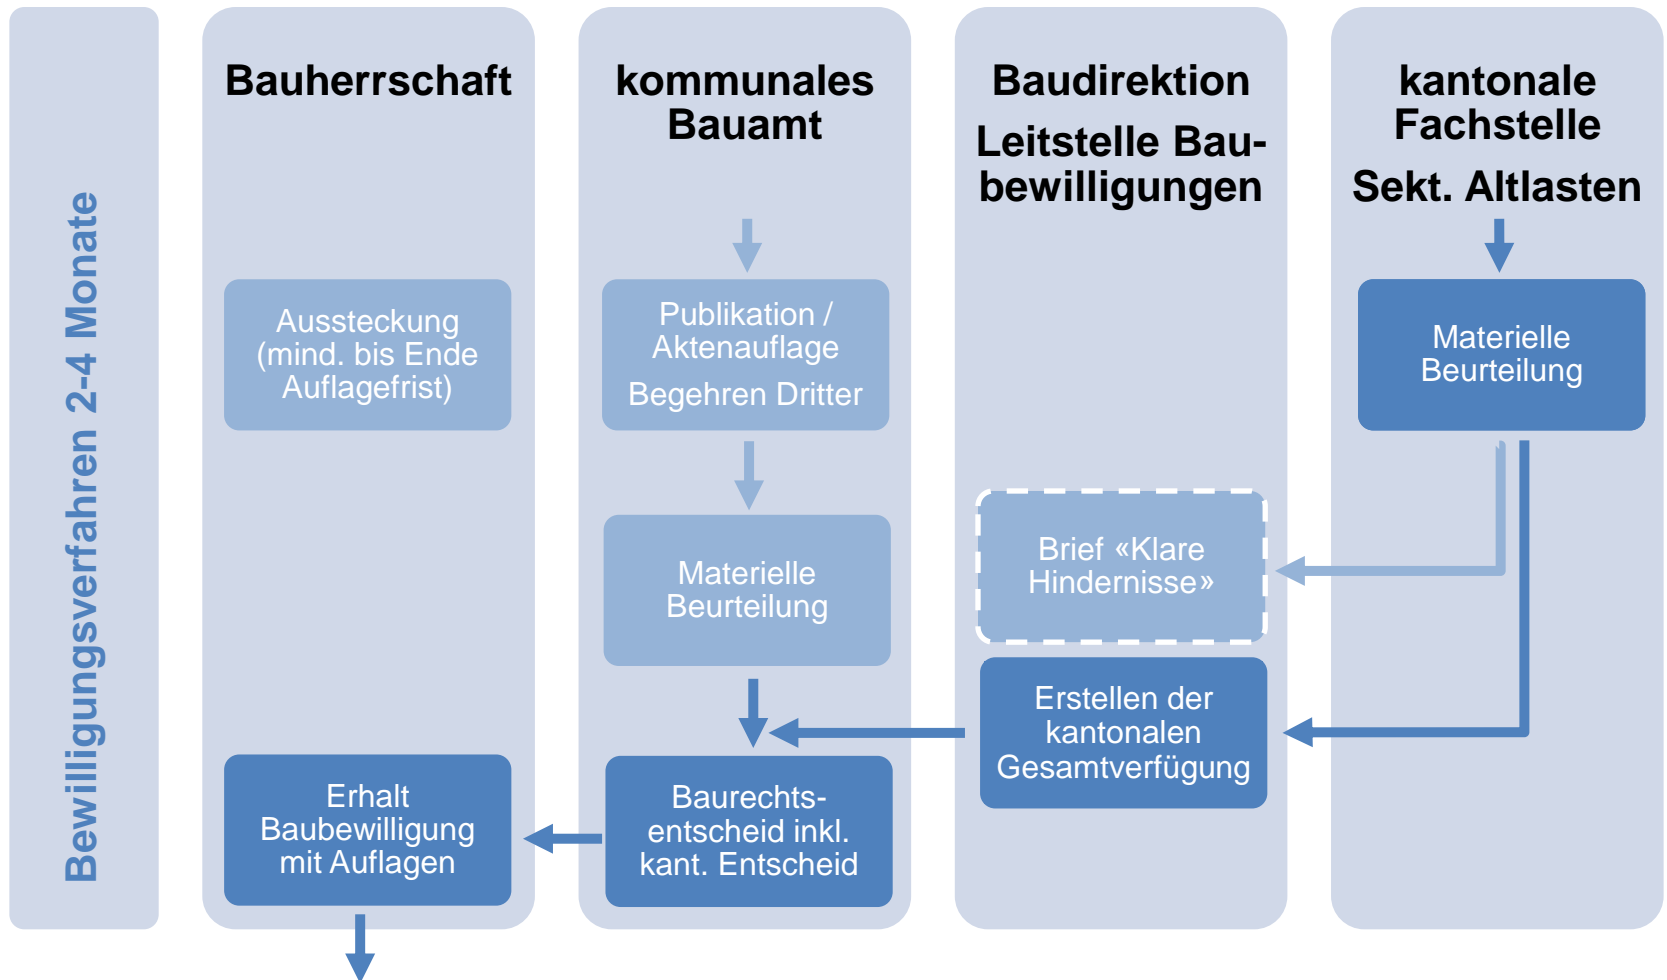 Bewilligungsverfahren 2-4 Monate
Bauherrschaft
Aussteckung
(mind. bis Ende
Auflagefrist)
Erhalt
Baubewilligung
mit Auflagen
kommunales
Bauamt
Publikation /
Aktenauflage
Begehren Dritter
Materielle
Beurteilung
Baurechts-
entscheid inkl.
kant. Entscheid
Baudirektion
Leitstelle Bau-
bewilligungen
Brief «Klare
Hindernisse»
Erstellen der
kantonalen
Gesamtverfügung
kantonale
Fachstelle
Sekt. Altlasten
Materielle
Beurteilung